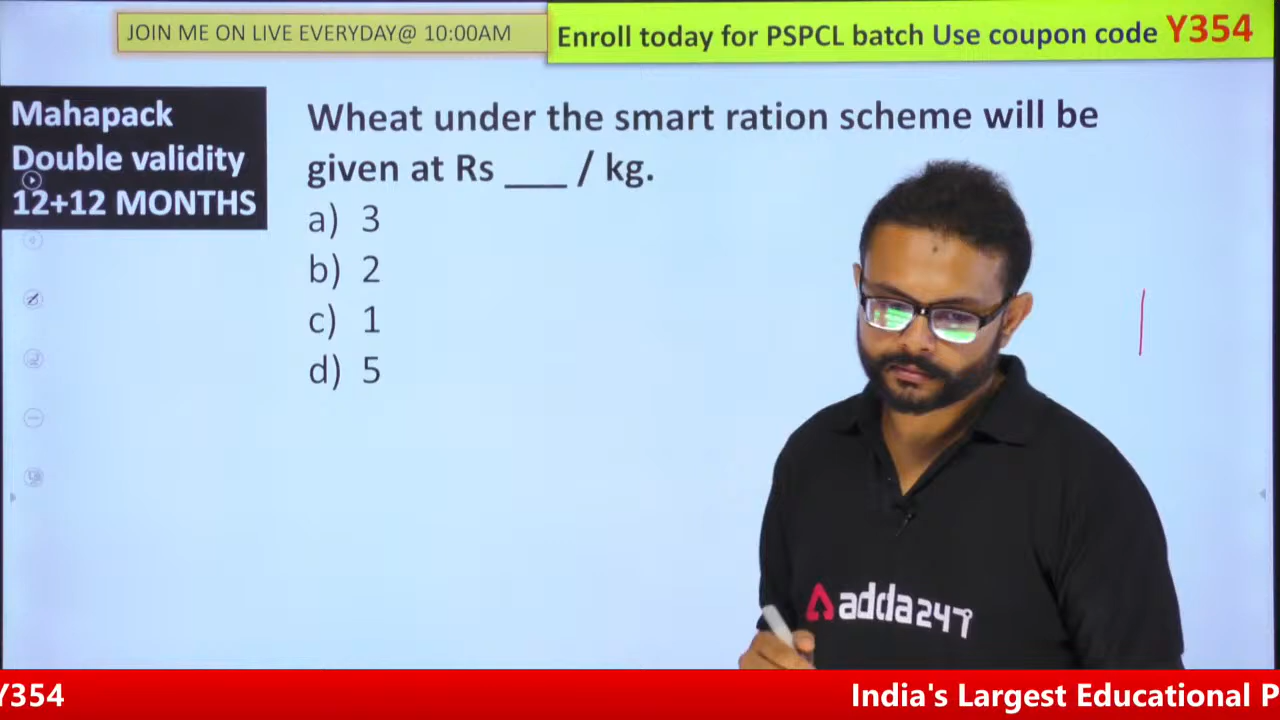 JOIN ME ON LIVE EVERYDAY@ 10:00AM
Enroll today for PSPCL batch Use coupon code Y354
Mahapack
Double validity
12+12 MONTHS
Wheat under the smart ration scheme will be
given at Rs ___ / kg.
a) 3
b) 2
c) 1
d) 5
adda247
Y354
India's Largest Educational P